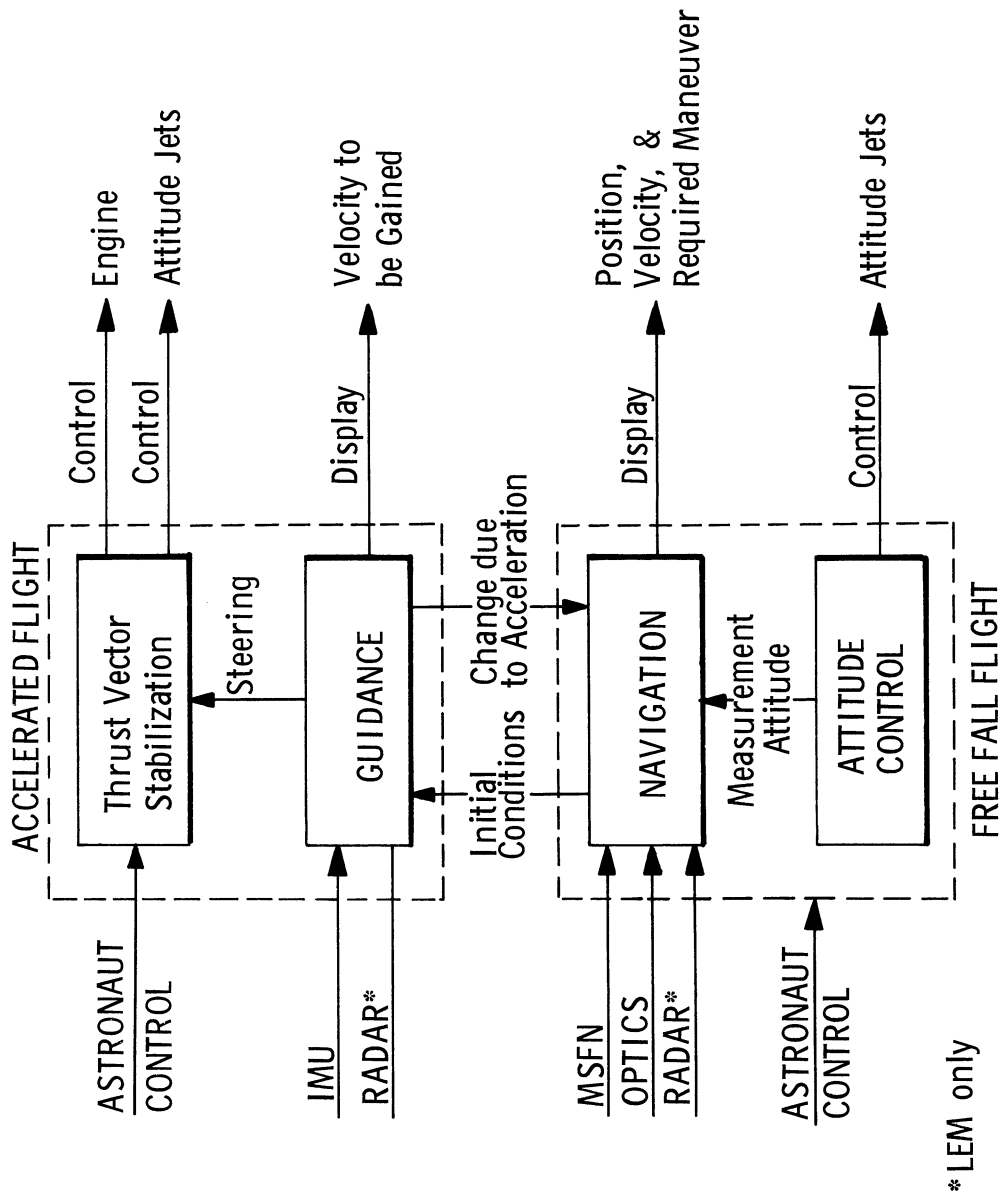 ACCELERATED FLIGHT
ASTRONAUT
CONTROL
Thrust Vector
Stabilization
Control
Engine
Control
Attitude Jets
Steering
IMU
RADAR*
GUIDANCE
Display
Velocity to
be Gained
Initial
Conditions
Change due
to Acceleration
MSFN
OPTICS
RADAR*
NAVIGATION
Display
Position,
Velocity, &
Required Maneuver
Measurement
Attitude
ASTRONAUT
CONTROL
ATTITUDE
CONTROL
Control
Attitude Jets
FREE FALL FLIGHT
*LEM only